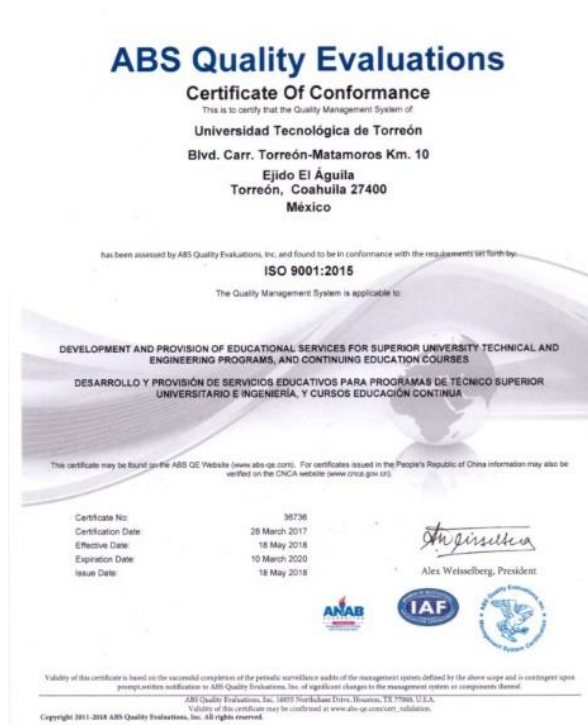 ABS Quality Evaluations
Certificate Of Conformance
This is to certify that the Quality Management System of:
Universidad Tecnológica de Torreón
Blvd. Carr. Torreón-Matamoros Km. 10
Ejido El Águila
Torreón, Coahuila 27400
México
has been assessed by ABS Quality Evaluations, Inc. and found to be in conformance with the requirements set forth by:
ISO 9001:2015
The Quality Management System is applicable to:
DEVELOPMENT AND PROVISION OF EDUCATIONAL SERVICES FOR SUPERIOR UNIVERSITY TECHNICAL AND
ENGINEERING PROGRAMS, AND CONTINUING EDUCATION COURSES
DESARROLLO Y PROVISIÓN DE SERVICIOS EDUCATIVOS PARA PROGRAMAS DE TÉCNICO SUPERIOR
UNIVERSITARIO E INGENIERÍA, Y CURSOS EDUCACIÓN CONTINUA
This certificate may be found on the ABS QE Website (www.abs-qe.com). For certificates issued in the People's Republic of China information may also be
verified on the CNCA website (www.cnca.gov.cn).
Certificate No: 36736
Certification Date: 28 March 2017
Effective Date: 18 May 2018
Expiration Date 10 March 2020
Issue Date: 18 May 2018
Alex Weisselberg, President
ANAB
IAF
ABS Quality Evaluations, Inc.
Management System Certification
Validity of this certificate is based on the successful completion of the periodic surveillance audits of the management system defined by the above scope and is contingent upon
prompt, written notification to ABS Quality Evaluations, Inc. of significant changes to the management system or components thereof.
ABS Quality Evaluations, Inc. 16855 Northchase Drive, Houston, TX 77060, U.S.A.
Validity of this certificate may be confirmed at www.abs-qe.com/cert_validation.
Copyright 2011-2018 ABS Quality Evaluations, Inc. All rights reserved.